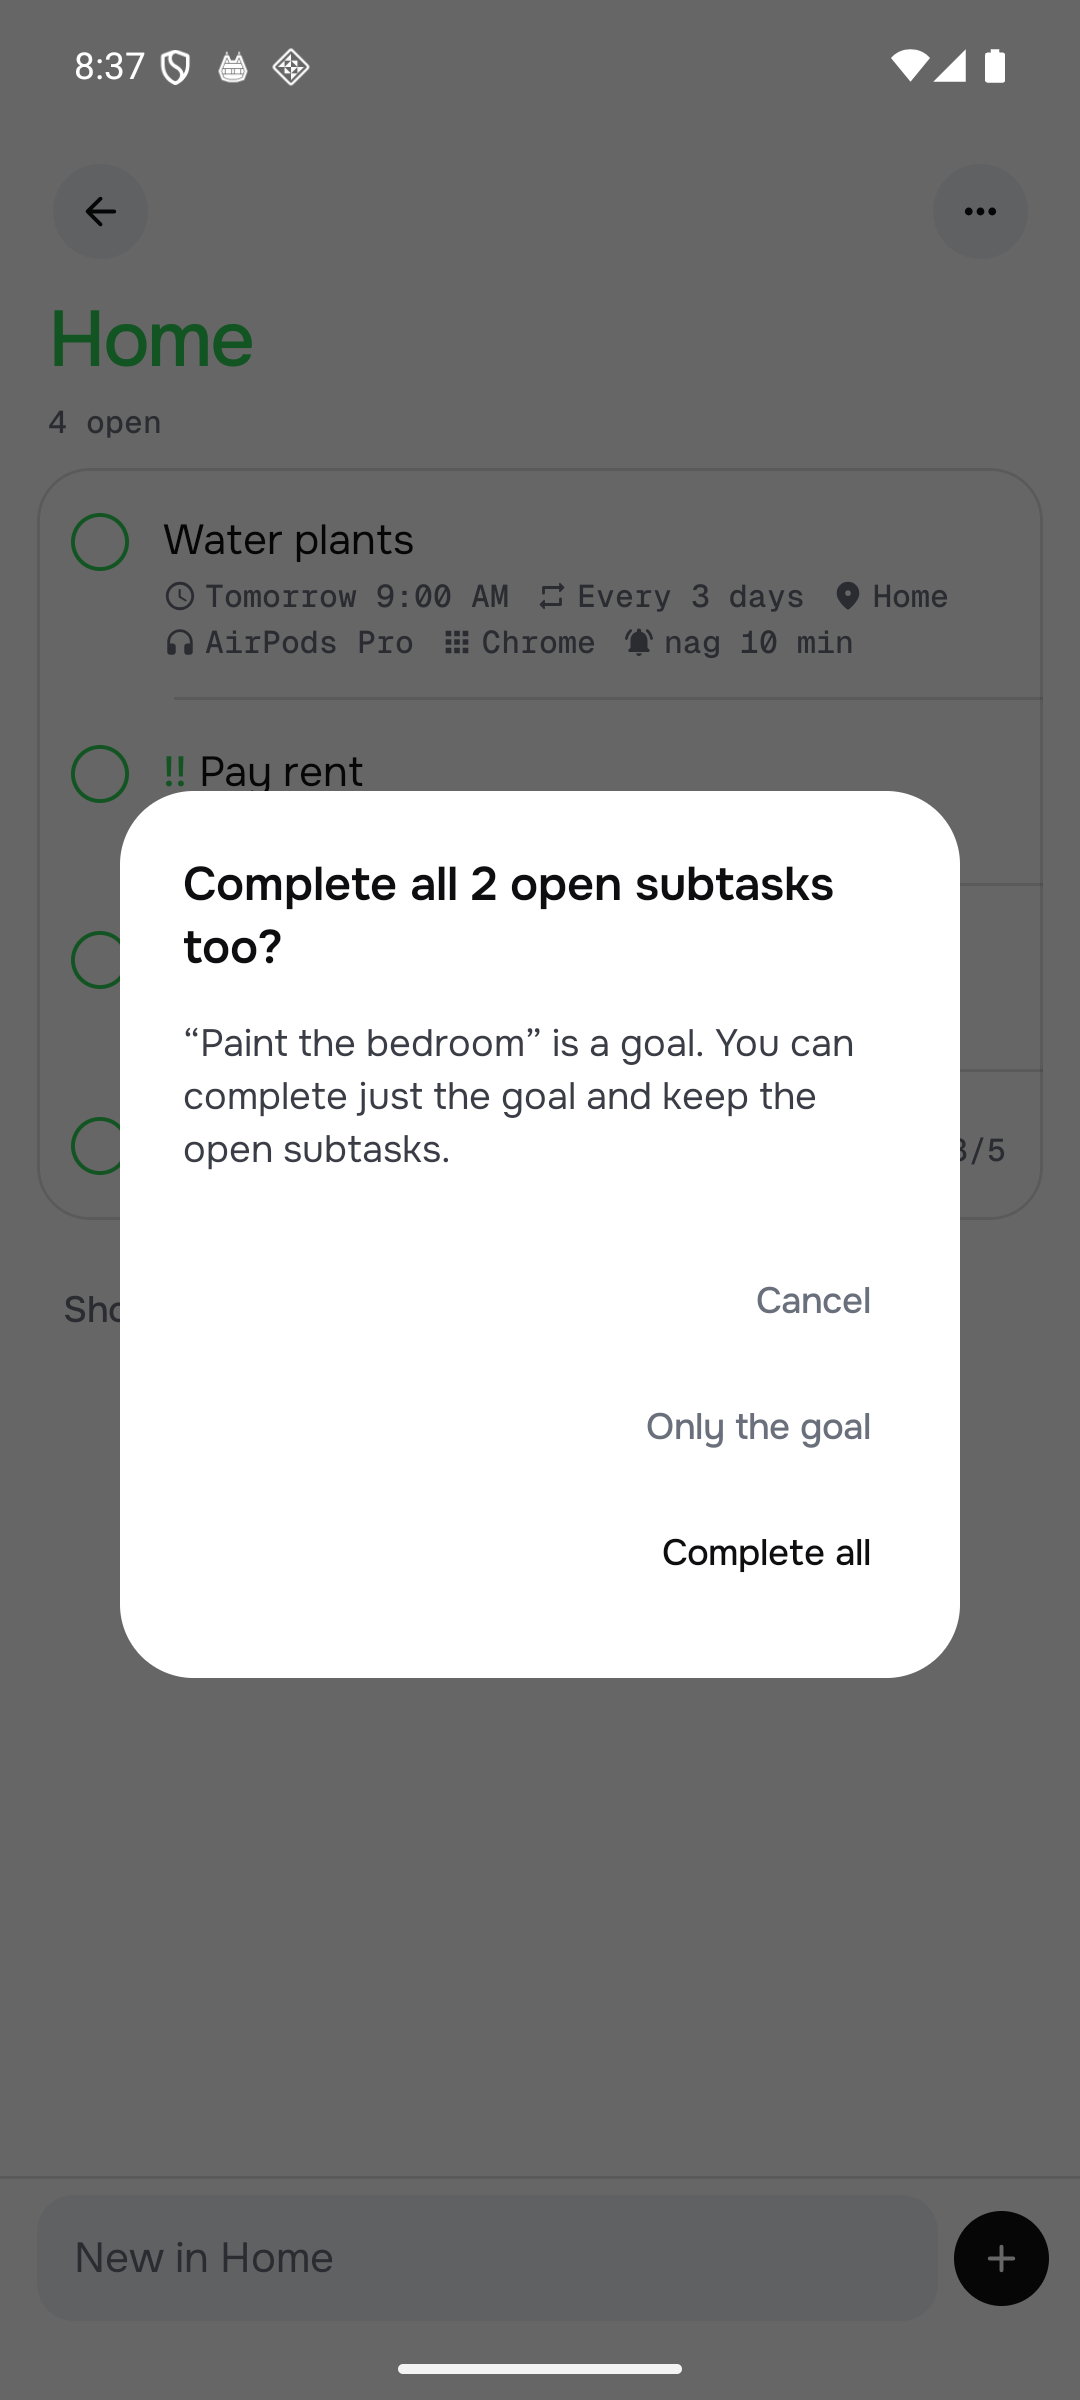 8:37
Home
4 open
Water plants
Tomorrow 9:00 AM Every 3 days Home
AirPods Pro Chrome nag 10 min
!! Pay rent
Complete all 2 open subtasks
too?
“Paint the bedroom” is a goal. You can
complete just the goal and keep the
open subtasks.
3/5
Cancel
Only the goal
Complete all
New in Home